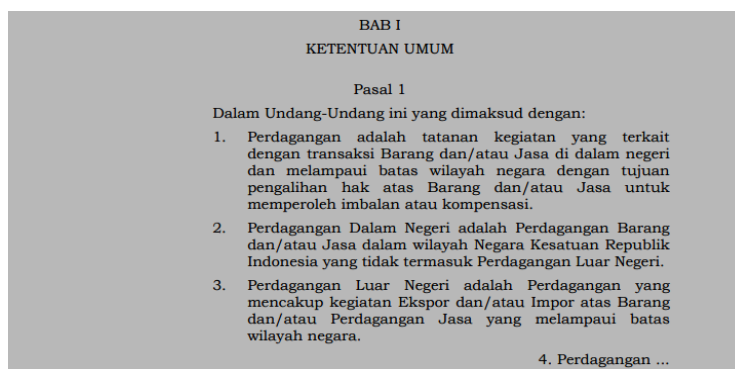 BAB I
KETENTUAN UMUM
Pasal 1
Dalam Undang-Undang ini yang dimaksud dengan:
1. Perdagangan adalah tatanan kegiatan yang terkait
dengan transaksi Barang dan/atau Jasa di dalam negeri
dan melampaui batas wilayah negara dengan tujuan
pengalihan hak atas Barang dan/atau Jasa untuk
memperoleh imbalan atau kompensasi.
2. Perdagangan Dalam Negeri adalah Perdagangan Barang
dan/atau Jasa dalam wilayah Negara Kesatuan Republik
Indonesia yang tidak termasuk Perdagangan Luar Negeri.
3. Perdagangan Luar Negeri adalah Perdagangan yang
mencakup kegiatan Ekspor dan/atau Impor atas Barang
dan/atau Perdagangan Jasa yang melampaui batas
wilayah negara.
4. Perdagangan ...